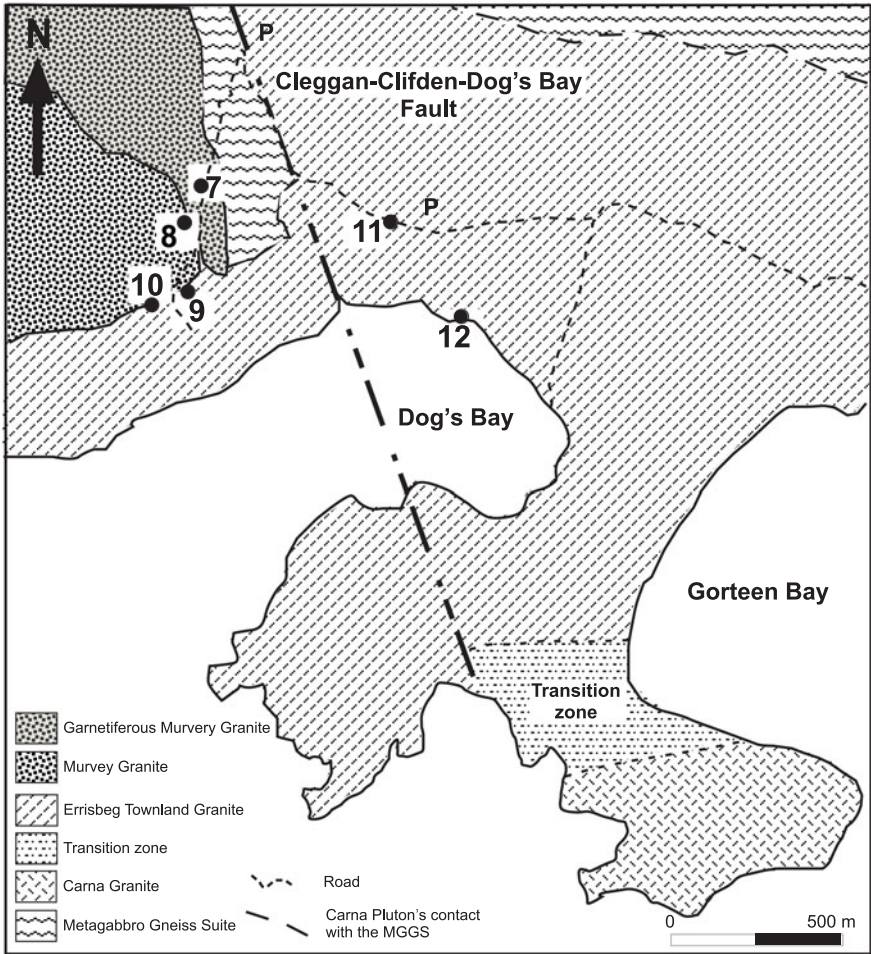 N
P
Cleggan-Clifden-Dog's Bay
Fault
7
8
11
P
10
9
12
Dog's Bay
Gorteen Bay
Transition
zone
Garnetiferous Murvery Granite
Murvey Granite
Errisbeg Townland Granite
Transition zone
Carna Granite
Metagabbro Gneiss Suite
Road
Carna Pluton's contact
with the MGGS
0 500 m